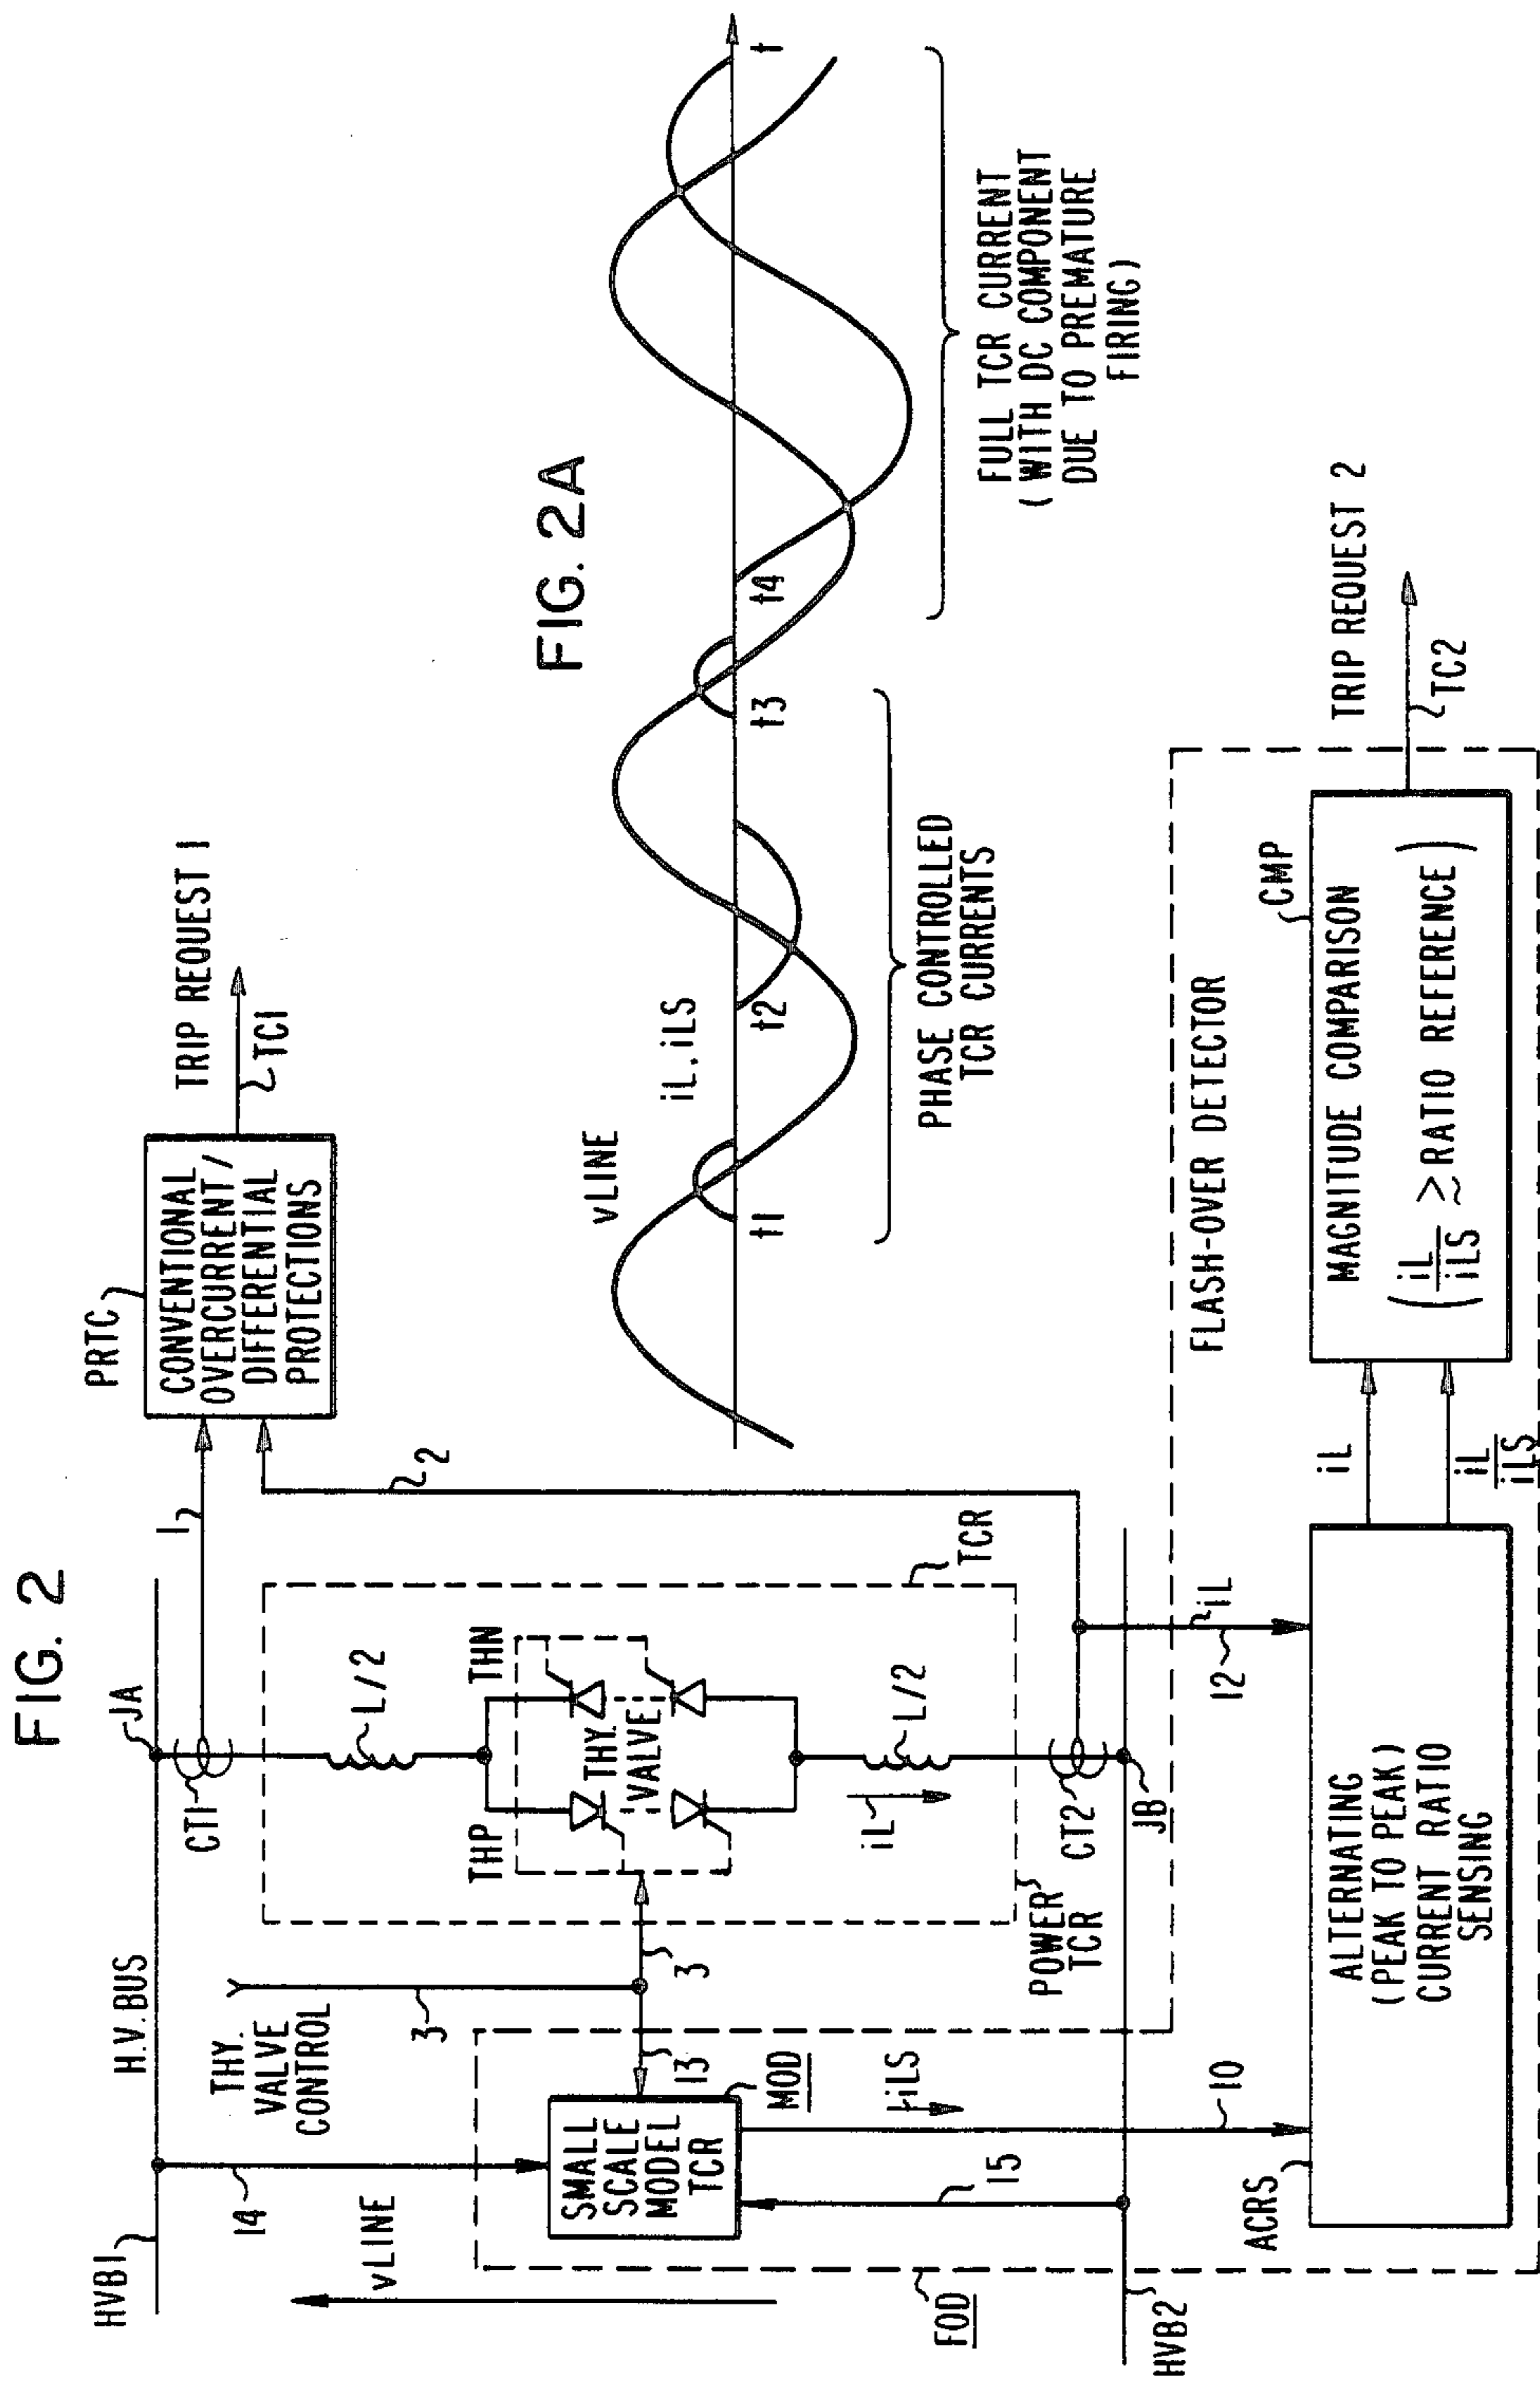 FIG. 2
HVB1
H.V. BUS
JA
14
vLINE
THY.
VALVE
CONTROL
3
3
13
CT1
1
2
L/2
THP
THN
THY.
VALVE
iL
L/2
CT2
JB
POWER
TCR
TCR
SMALL
SCALE
MODEL
TCR
MOD
iLS
15
10
FOD
HVB2
12
iL
ACRS
ALTERNATING
(PEAK TO PEAK)
CURRENT RATIO
SENSING
iL
iL
iLS
FLASH-OVER DETECTOR
CMP
MAGNITUDE COMPARISON
( iL
iLS ≳ RATIO REFERENCE )
TRIP REQUEST 2
TC2
PRTC
CONVENTIONAL
OVERCURRENT /
DIFFERENTIAL
PROTECTIONS
TRIP REQUEST 1
TC1
FIG. 2A
vLINE
iL, iLS
t1
t2
t3
t4
t
PHASE CONTROLLED
TCR CURRENTS
FULL TCR CURRENT
(WITH DC COMPONENT
DUE TO PREMATURE
FIRING)